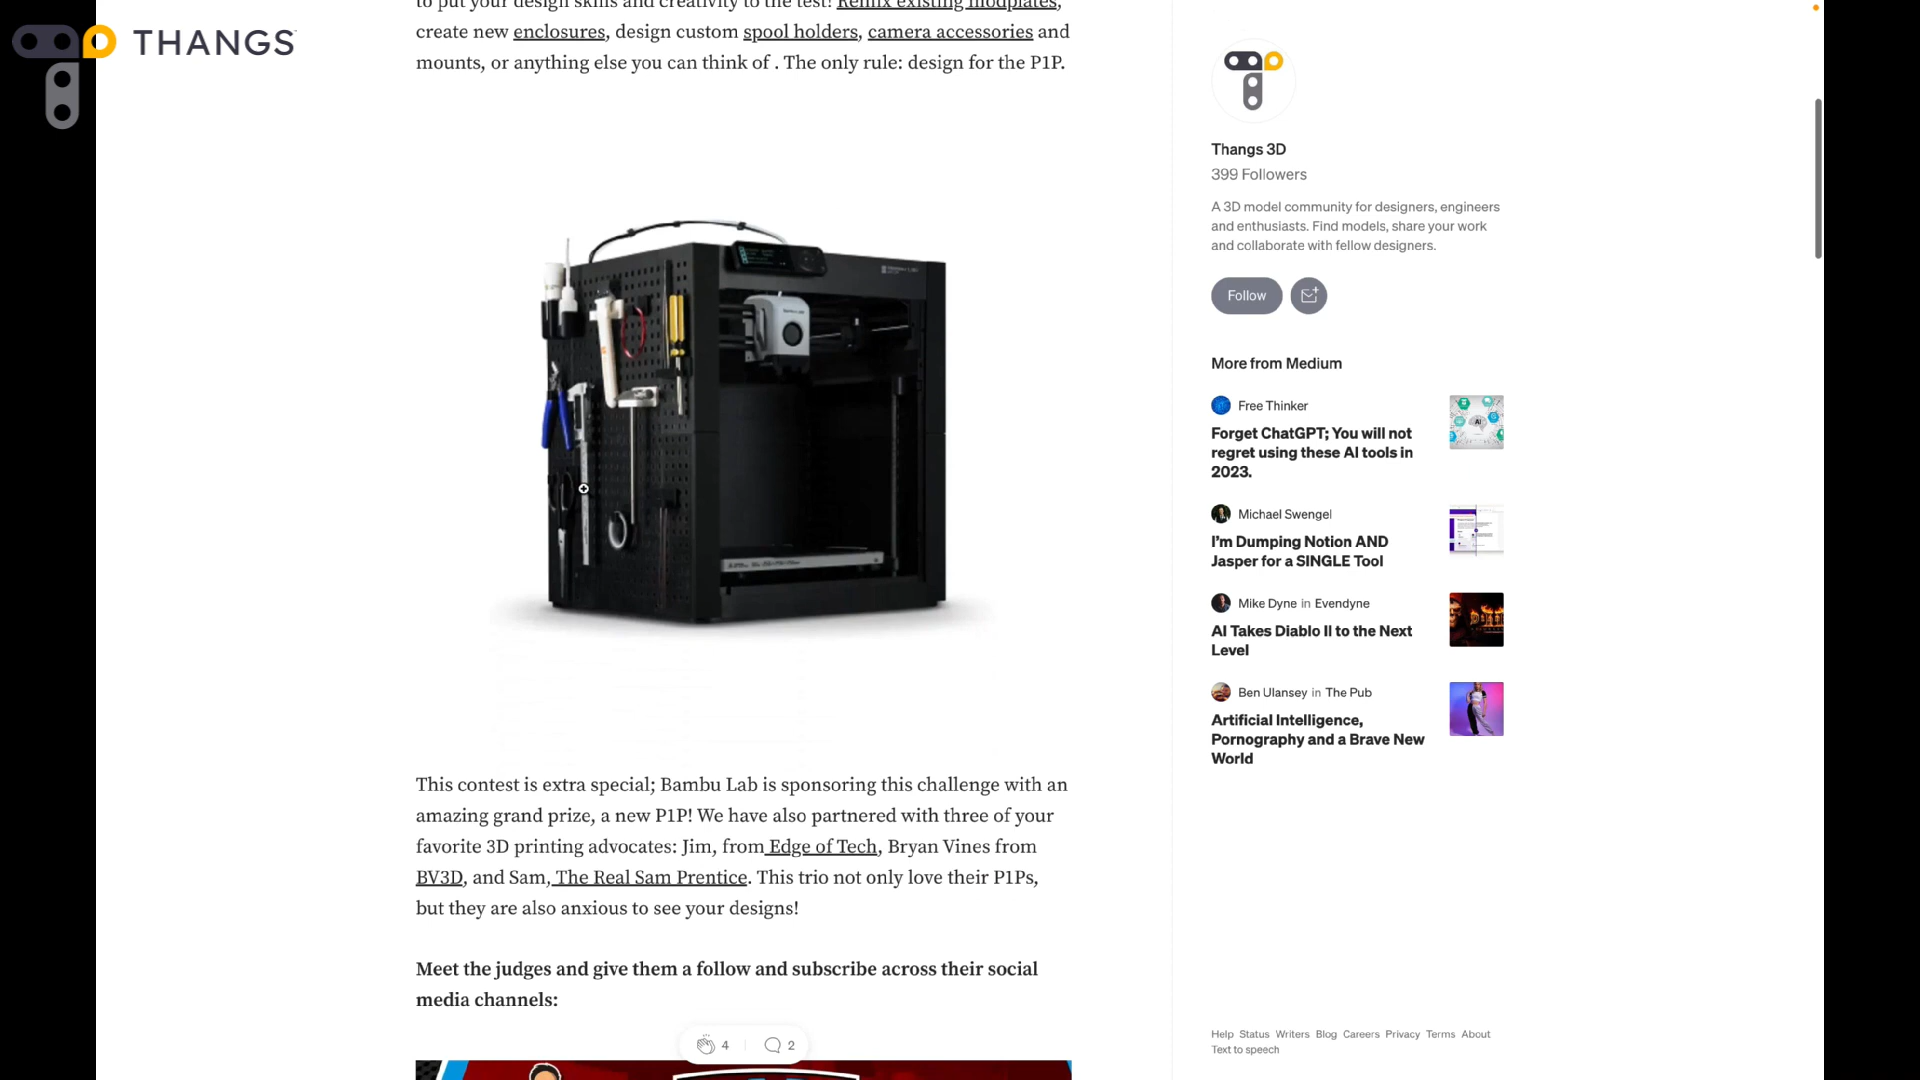 THANGS
to put your design skills and creativity to the test! Remix existing modplates,
create new enclosures, design custom spool holders, camera accessories and
mounts, or anything else you can think of . The only rule: design for the P1P.
This contest is extra special; Bambu Lab is sponsoring this challenge with an
amazing grand prize, a new P1P! We have also partnered with three of your
favorite 3D printing advocates: Jim, from Edge of Tech, Bryan Vines from
BV3D, and Sam, The Real Sam Prentice. This trio not only love their P1Ps,
but they are also anxious to see your designs!
Meet the judges and give them a follow and subscribe across their social
media channels:
4
2
Thangs 3D
399 Followers
A 3D model community for designers, engineers
and enthusiasts. Find models, share your work
and collaborate with fellow designers.
Follow
More from Medium
Free Thinker
Forget ChatGPT; You will not
regret using these AI tools in
2023.
AI
Michael Swengel
I'm Dumping Notion AND
Jasper for a SINGLE Tool
Mike Dyne in Evendyne
AI Takes Diablo II to the Next
Level
Ben Ulansey in The Pub
Artificial Intelligence,
Pornography and a Brave New
World
Help Status Writers Blog Careers Privacy Terms About
Text to speech